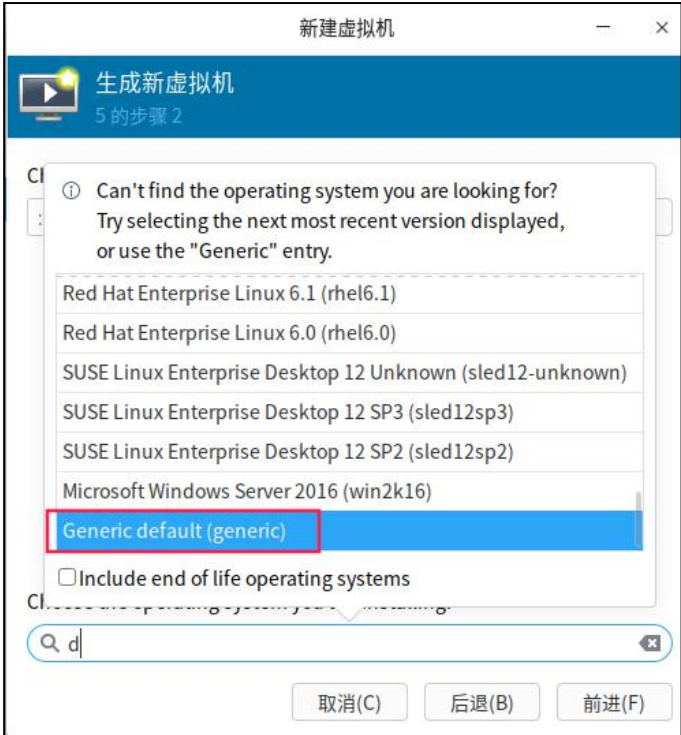 新建虚拟机
生成新虚拟机
5 的步骤 2
Can't find the operating system you are looking for?
Try selecting the next most recent version displayed,
or use the "Generic" entry.
Red Hat Enterprise Linux 6.1 (rhel6.1)
Red Hat Enterprise Linux 6.0 (rhel6.0)
SUSE Linux Enterprise Desktop 12 Unknown (sled12-unknown)
SUSE Linux Enterprise Desktop 12 SP3 (sled12sp3)
SUSE Linux Enterprise Desktop 12 SP2 (sled12sp2)
Microsoft Windows Server 2016 (win2k16)
Generic default (generic)
Include end of life operating systems
d
取消(C) 后退(B) 前进(F)